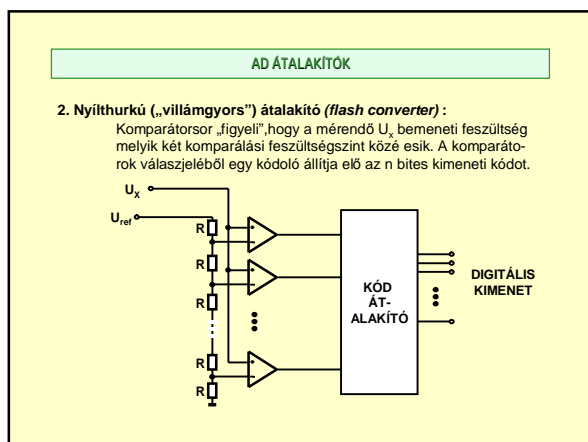 AD ÁTALAKÍTÓK
2. Nyílthurkú („villámgyors”) átalakító (flash converter) :
Komparátorsor „figyeli”,hogy a mérendő Ux bemeneti feszültség
melyik két komparálási feszültségszint közé esik. A komparáto-
rok válaszjeléből egy kódoló állítja elő az n bites kimeneti kódot.
UX
Uref
R
R
R
R
R
KÓD
ÁT-
ALAKÍTÓ
DIGITÁLIS
KIMENET